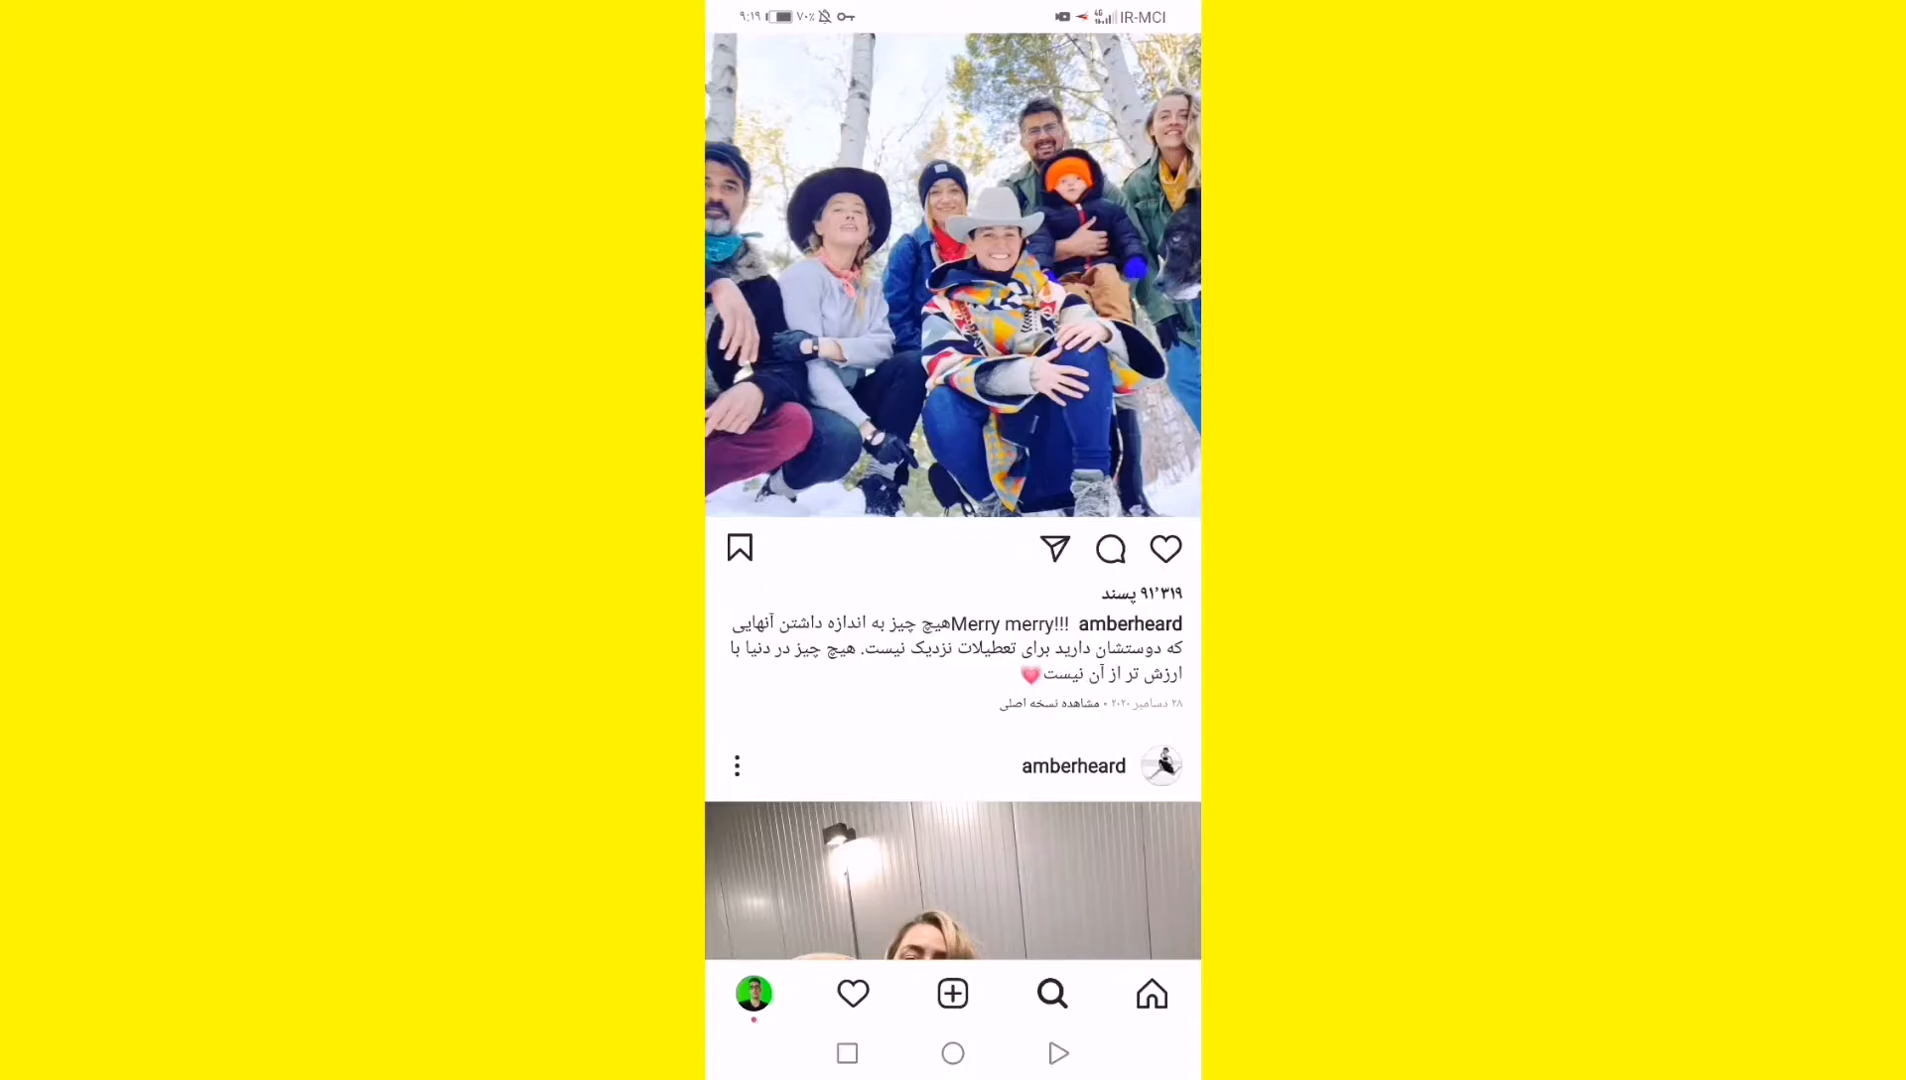 ۹:۱۹ ۷۰٪ 4G IR-MCI
۹۱٬۳۱۹ پسند
amberheard Merry merry!!!هیچ چیز به اندازه داشتن آنهایی
که دوستشان دارید برای تعطیلات نزدیک نیست. هیچ چیز در دنیا با
ارزش تر از آن نیست💗
۲۸ دسامبر ۲۰۲۰ • مشاهده نسخه اصلی
amberheard